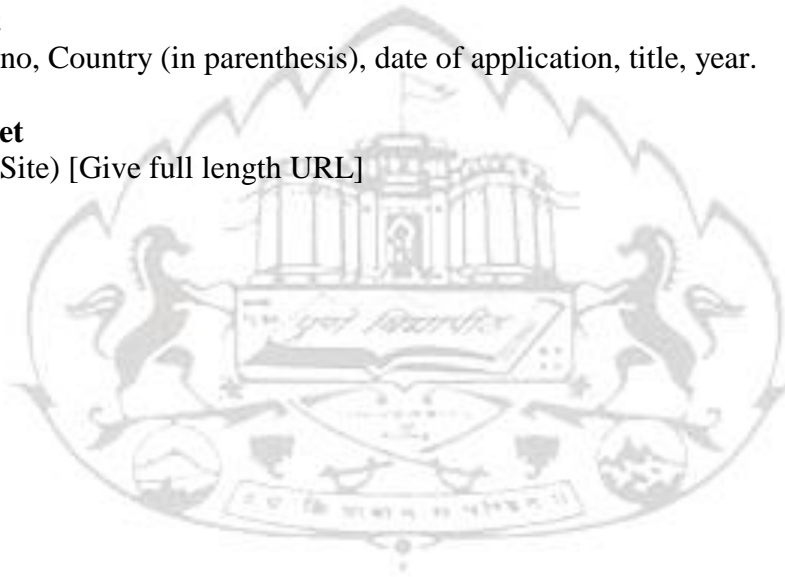 no, Country (in parenthesis), date of application, title, year.
et
Site) [Give full length URL]
पुणे विद्यापीठ